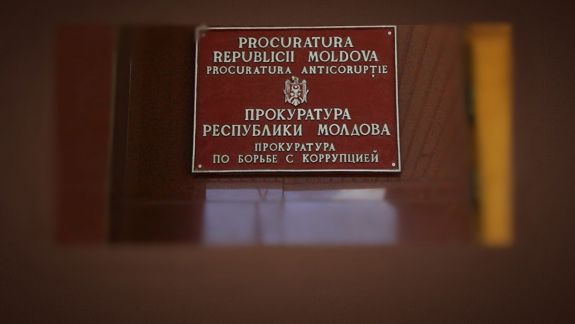 PROCURATURA
REPUBLICII MOLDOVA
PROCURATURA ANTICORUPȚIE
ПРОКУРАТУРА
РЕСПУБЛИКИ МОЛДОВА
ПРОКУРАТУРА
ПО БОРЬБЕ С КОРРУПЦИЕЙ